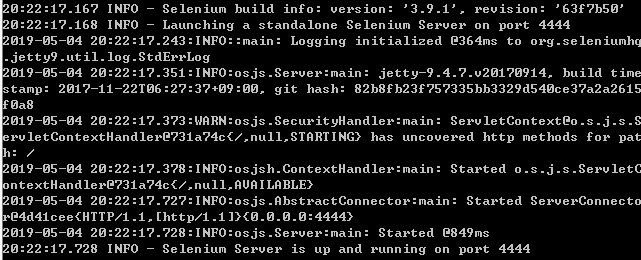 20:22:17.167 INFO - Selenium build info: version: '3.9.1', revision: '63f7b50'
20:22:17.168 INFO - Launching a standalone Selenium Server on port 4444
2019-05-04 20:22:17.243:INFO::main: Logging initialized @364ms to org.seleniumhq
.jetty9.util.log.StdErrLog
2019-05-04 20:22:17.351:INFO:osjs.Server:main: jetty-9.4.7.v20170914, build time
stamp: 2017-11-22T06:27:37+09:00, git hash: 82b8fb23f757335bb3329d540ce37a2a2615
f0a8
2019-05-04 20:22:17.373:WARN:osjs.SecurityHandler:main: ServletContext@o.s.j.s.S
ervletContextHandler@731a74c{/,null,STARTING} has uncovered http methods for pat
h: /
2019-05-04 20:22:17.378:INFO:osjsh.ContextHandler:main: Started o.s.j.s.ServletC
ontextHandler@731a74c{/,null,AVAILABLE}
2019-05-04 20:22:17.727:INFO:osjs.AbstractConnector:main: Started ServerConnecto
r@4d41cee{HTTP/1.1,[http/1.1]}{0.0.0.0:4444}
2019-05-04 20:22:17.728:INFO:osjs.Server:main: Started @849ms
20:22:17.728 INFO - Selenium Server is up and running on port 4444